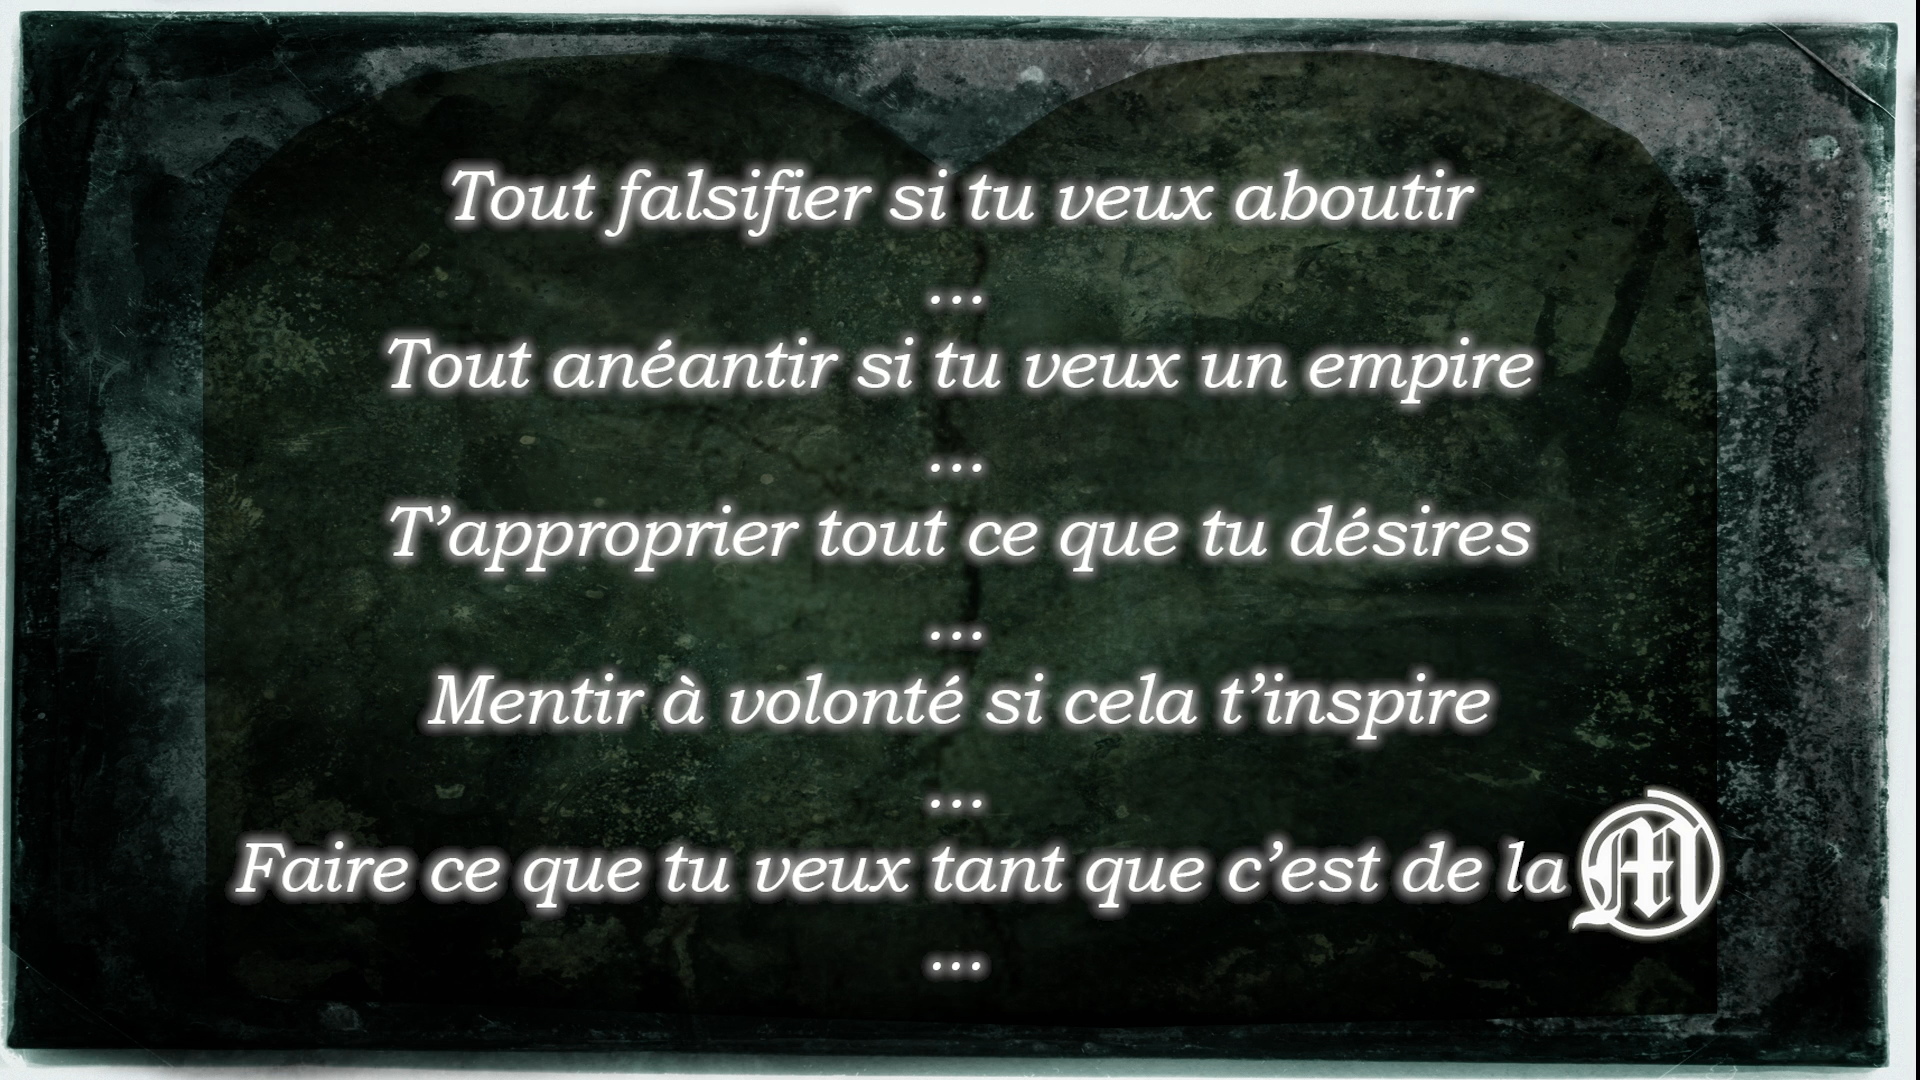 Tout falsifier si tu veux aboutir
...
Tout anéantir si tu veux un empire
...
T’approprier tout ce que tu désires
...
Mentir à volonté si cela t’inspire
...
Faire ce que tu veux tant que c’est de la M
...